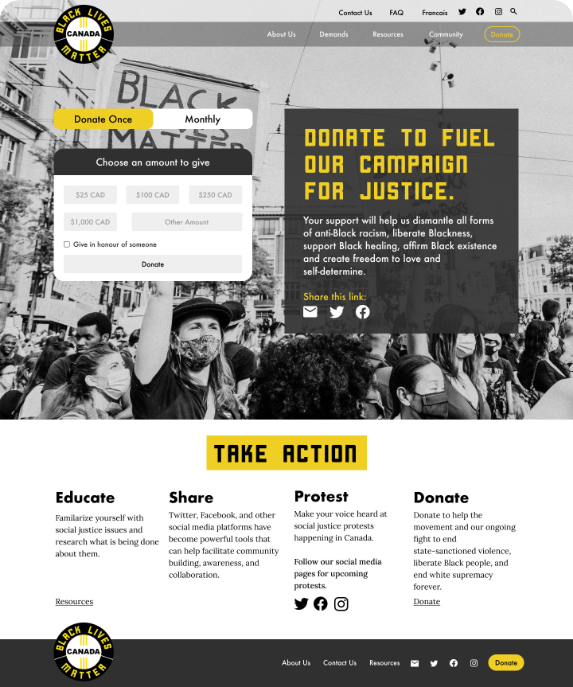 Contact Us FAQ Francais
BLACK LIVES
CANADA
MATTER
About Us Demands Resources Community Donate
BLACK
LIVES
MATTER
Donate Once Monthly
Choose an amount to give
$25 CAD $100 CAD $250 CAD
$1,000 CAD Other Amount
Give in honour of someone
Donate
DONATE TO FUEL
OUR CAMPAIGN
FOR JUSTICE.
Your support will help us dismantle all forms
of anti-Black racism, liberate Blackness,
support Black healing, affirm Black existence
and create freedom to love and
self-determine.
Share this link:
TAKE ACTION
Educate
Familarize yourself with
social justice issues and
research what is being done
about them.
Resources
Share
Twitter, Facebook, and other
social media platforms have
become powerful tools that
can help facilitate community
building, awareness, and
collaboration.
Protest
Make your voice heard at
social justice protests
happening in Canada.
Follow our social media
pages for upcoming
protests.
Donate
Donate to help the
movement and our ongoing
fight to end
state-sanctioned violence,
liberate Black people, and
end white supremacy
forever.
Donate
BLACK LIVES
CANADA
MATTER
About Us Contact Us Resources Donate